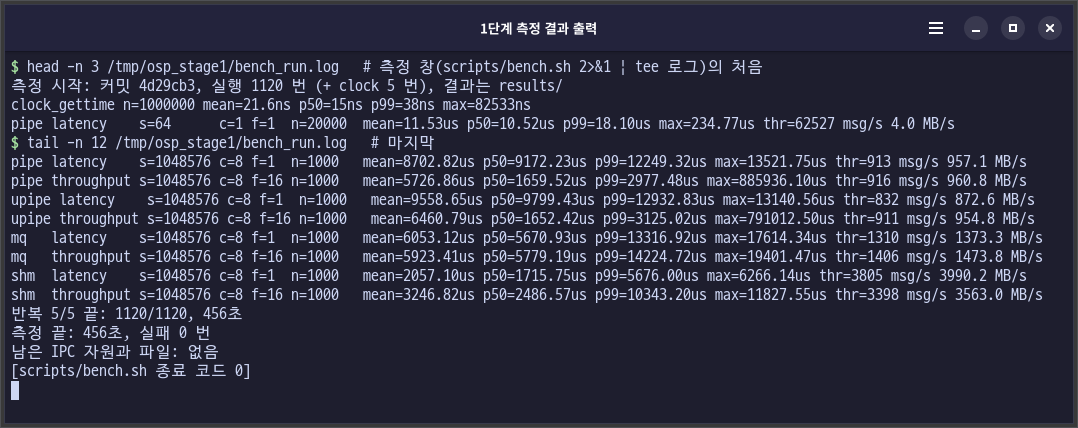 1단계 측정 결과 출력
$ head -n 3 /tmp/osp_stage1/bench_run.log   # 측정 창(scripts/bench.sh 2>&1 ¦ tee 로그)의 처음
측정 시작: 커밋 4d29cb3, 실행 1120 번 (+ clock 5 번), 결과는 results/
clock_gettime n=1000000 mean=21.6ns p50=15ns p99=38ns max=82533ns
pipe latency    s=64      c=1 f=1  n=20000  mean=11.53us p50=10.52us p99=18.10us max=234.77us thr=62527 msg/s 4.0 MB/s
$ tail -n 12 /tmp/osp_stage1/bench_run.log   # 마지막
pipe latency    s=1048576 c=8 f=1  n=1000   mean=8702.82us p50=9172.23us p99=12249.32us max=13521.75us thr=913 msg/s 957.1 MB/s
pipe throughput s=1048576 c=8 f=16 n=1000   mean=5726.86us p50=1659.52us p99=2977.48us max=885936.10us thr=916 msg/s 960.8 MB/s
upipe latency    s=1048576 c=8 f=1  n=1000   mean=9558.65us p50=9799.43us p99=12932.83us max=13140.56us thr=832 msg/s 872.6 MB/s
upipe throughput s=1048576 c=8 f=16 n=1000   mean=6460.79us p50=1652.42us p99=3125.02us max=791012.50us thr=911 msg/s 954.8 MB/s
mq   latency    s=1048576 c=8 f=1  n=1000   mean=6053.12us p50=5670.93us p99=13316.92us max=17614.34us thr=1310 msg/s 1373.3 MB/s
mq   throughput s=1048576 c=8 f=16 n=1000   mean=5923.41us p50=5779.19us p99=14224.72us max=19401.47us thr=1406 msg/s 1473.8 MB/s
shm  latency    s=1048576 c=8 f=1  n=1000   mean=2057.10us p50=1715.75us p99=5676.00us max=6266.14us thr=3805 msg/s 3990.2 MB/s
shm  throughput s=1048576 c=8 f=16 n=1000   mean=3246.82us p50=2486.57us p99=10343.20us max=11827.55us thr=3398 msg/s 3563.0 MB/s
반복 5/5 끝: 1120/1120, 456초
측정 끝: 456초, 실패 0 번
남은 IPC 자원과 파일: 없음
[scripts/bench.sh 종료 코드 0]